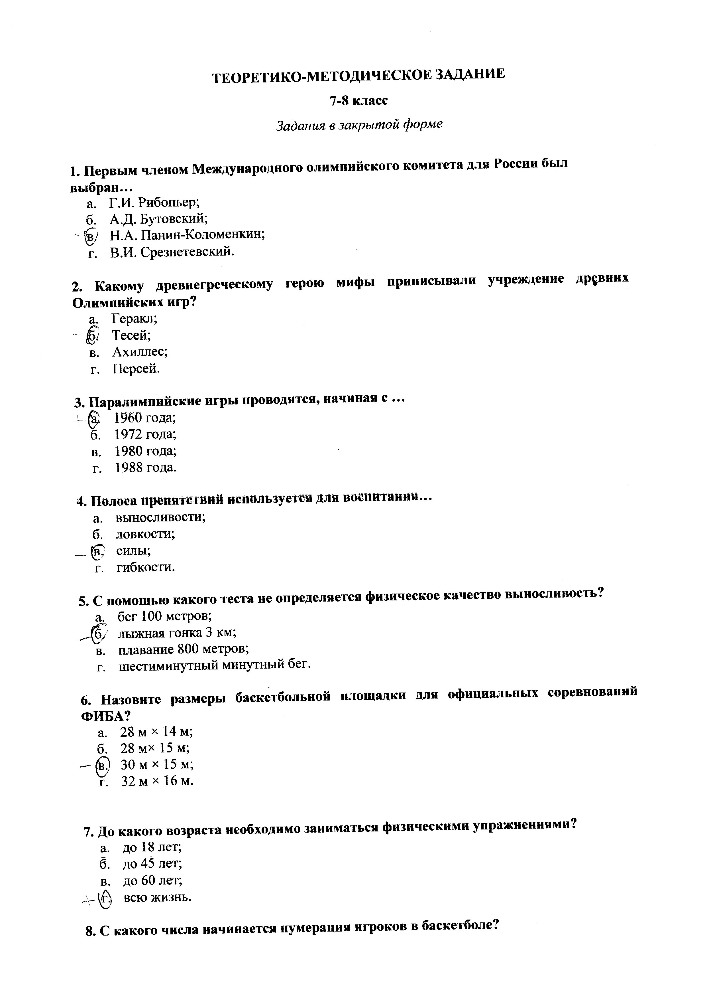 ТЕОРЕТИКО-МЕТОДИЧЕСКОЕ ЗАДАНИЕ
7-8 класс
Задания в закрытой форме
1. Первым членом Международного олимпийского комитета для России был
выбран...
а. Г.И. Рибопьер;
б. А.Д. Бутовский;
- в. Н.А. Панин-Коломенкин;
г. В.И. Срезнетевский.
2. Какому древнегреческому герою мифы приписывали учреждение древних
Олимпийских игр?
а. Геракл;
- б. Тесей;
в. Ахиллес;
г. Персей.
3. Паралимпийские игры проводятся, начиная с ...
+ а. 1960 года;
б. 1972 года;
в. 1980 года;
г. 1988 года.
4. Полоса препятствий используется для воспитания...
а. выносливости;
б. ловкости;
- в. силы;
г. гибкости.
5. С помощью какого теста не определяется физическое качество выносливость?
а. бег 100 метров;
- б. лыжная гонка 3 км;
в. плавание 800 метров;
г. шестиминутный минутный бег.
6. Назовите размеры баскетбольной площадки для официальных соревнований
ФИБА?
а. 28 м × 14 м;
б. 28 м× 15 м;
- в. 30 м × 15 м;
г. 32 м × 16 м.
7. До какого возраста необходимо заниматься физическими упражнениями?
а. до 18 лет;
б. до 45 лет;
в. до 60 лет;
+ г. всю жизнь.
8. С какого числа начинается нумерация игроков в баскетболе?